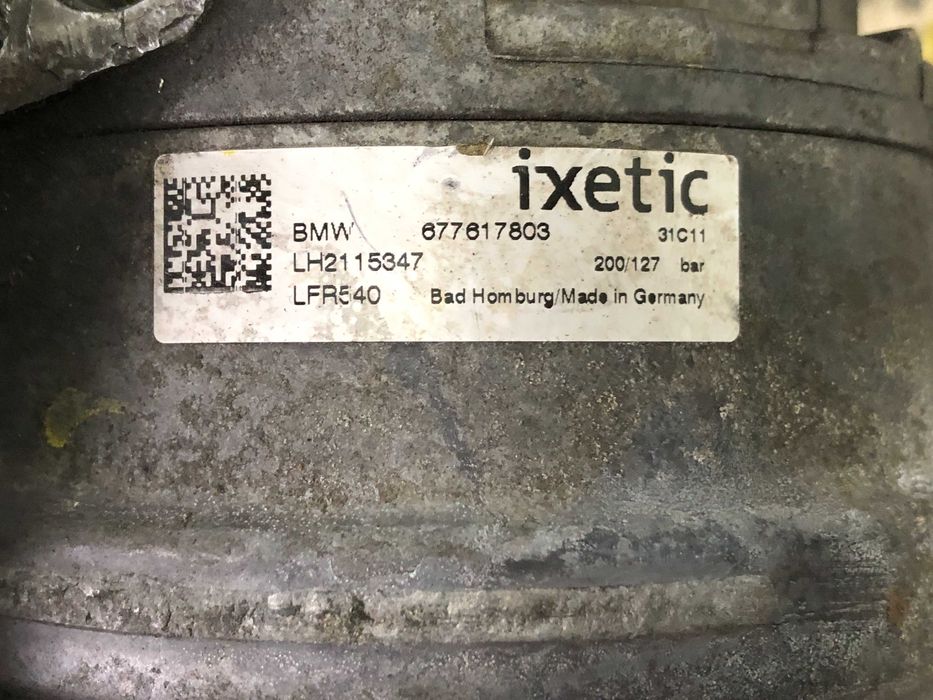 ixetic
BMW 677617803 31C11
LH2115347 200/127 bar
LFR540 Bad Homburg/Made in Germany